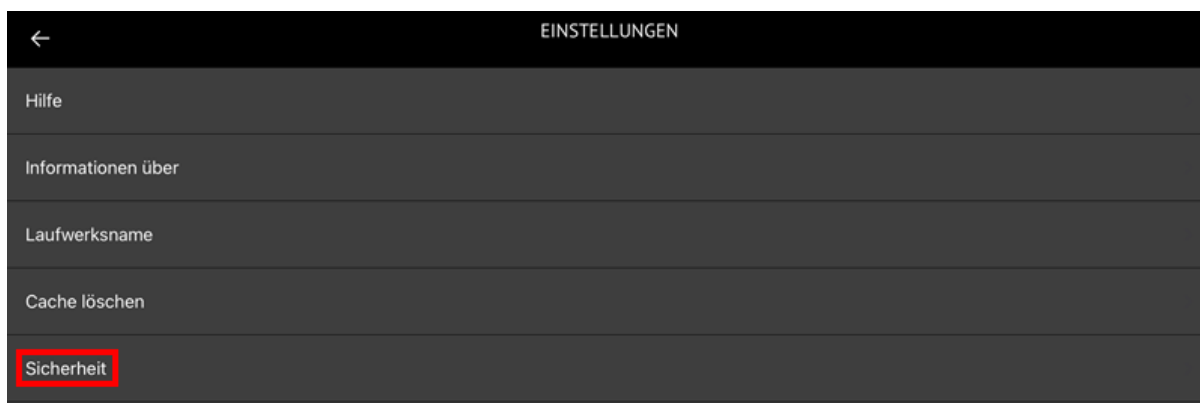 EINSTELLUNGEN
Hilfe
Informationen über
Laufwerksname
Cache löschen
Sicherheit